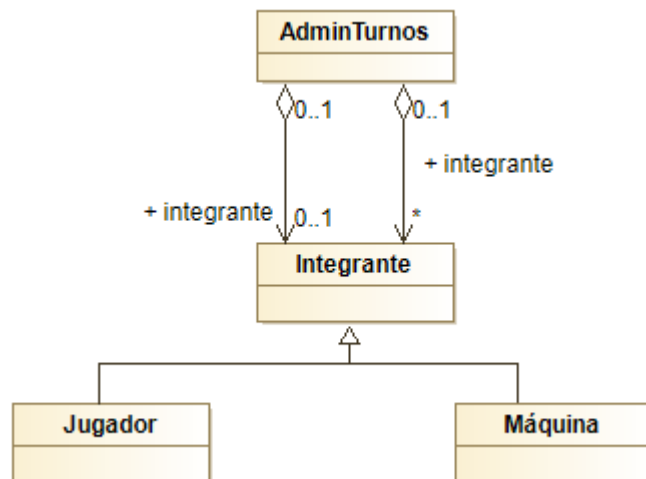 AdminTurnos
0..1
0..1
+ integrante
+ integrante
0..1
*
Integrante
Jugador
Máquina